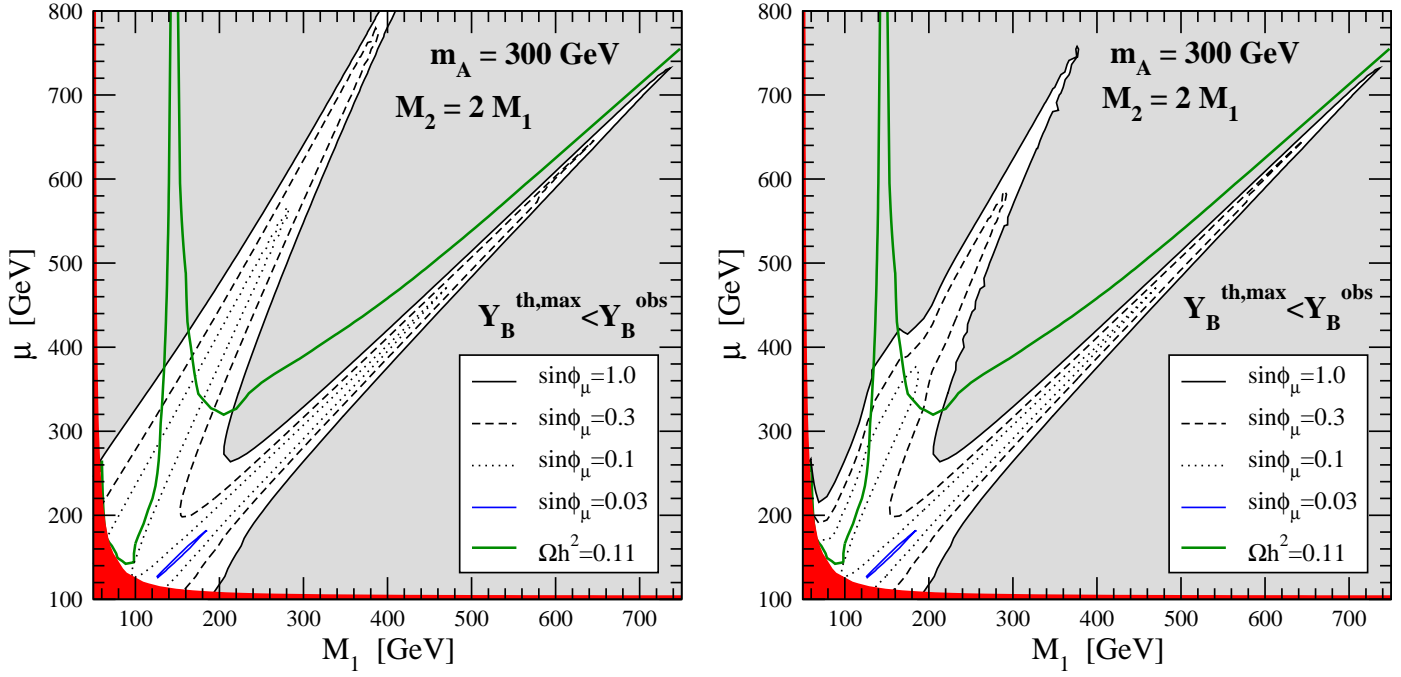 800
700
600
500
400
300
200
100
μ [GeV]
m_A = 300 GeV
M_2 = 2 M_1
Y_B^th,max<Y_B^obs
sinϕ_μ=1.0
sinϕ_μ=0.3
sinϕ_μ=0.1
sinϕ_μ=0.03
Ωh²=0.11
100 200 300 400 500 600 700
M_1 [GeV]
800
700
600
500
400
300
200
100
μ [GeV]
m_A = 300 GeV
M_2 = 2 M_1
Y_B^th,max<Y_B^obs
sinϕ_μ=1.0
sinϕ_μ=0.3
sinϕ_μ=0.1
sinϕ_μ=0.03
Ωh²=0.11
100 200 300 400 500 600 700
M_1 [GeV]